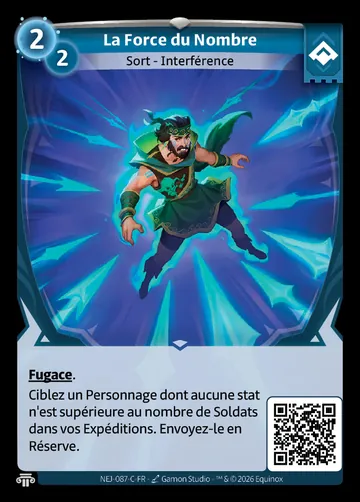 2
2
La Force du Nombre
Sort - Interférence
Fugace.
Ciblez un Personnage dont aucune stat
n'est supérieure au nombre de Soldats
dans vos Expéditions. Envoyez-le en
Réserve.
NEJ-087-C-FR - Gamon Studio - ™ & © 2026 Equinox